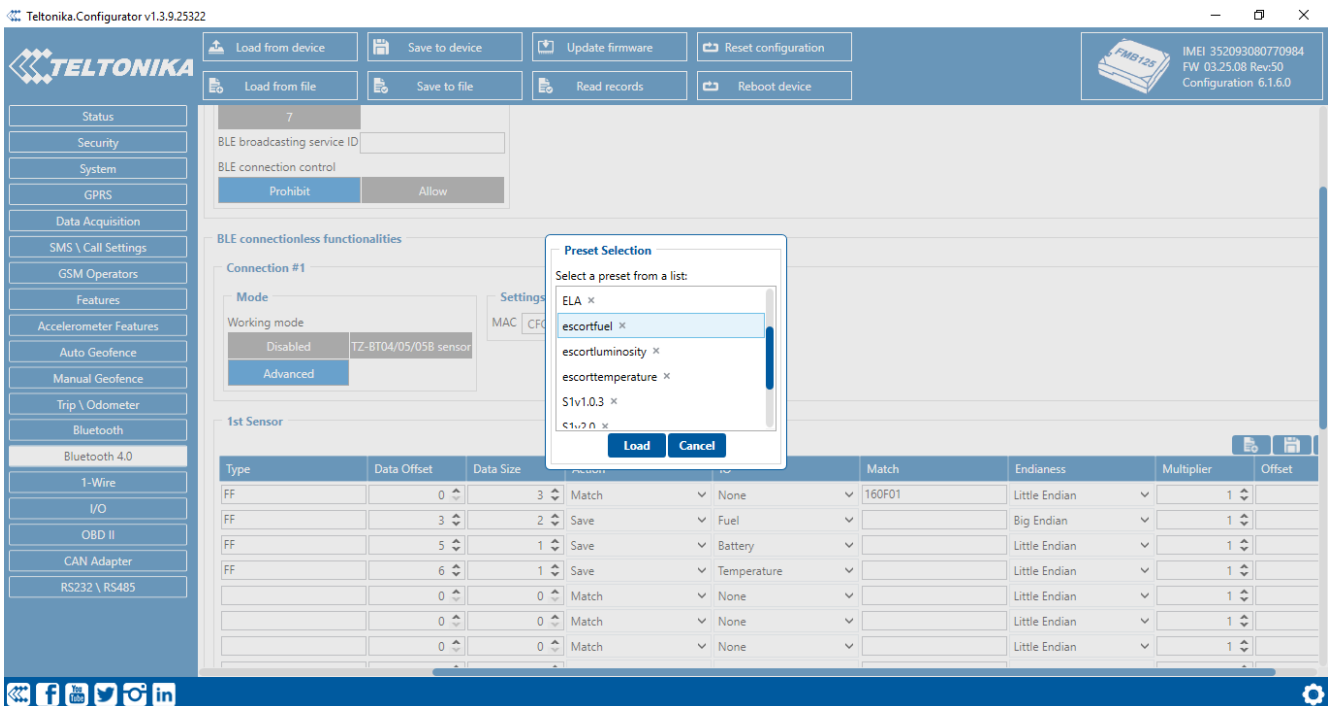 Teltonika.Configurator v1.3.9.25322
TELTONIKA
Load from device
Save to device
Update firmware
Reset configuration
Load from file
Save to file
Read records
Reboot device
FMB125
IMEI 352093080770984
FW 03.25.08 Rev:50
Configuration 6.1.6.0
Status
Security
System
GPRS
Data Acquisition
SMS \ Call Settings
GSM Operators
Features
Accelerometer Features
Auto Geofence
Manual Geofence
Trip \ Odometer
Bluetooth
Bluetooth 4.0
1-Wire
I/O
OBD II
CAN Adapter
RS232 \ RS485
7
BLE broadcasting service ID
BLE connection control
Prohibit Allow
BLE connectionless functionalities
Connection #1
Mode
Working mode
Disabled TZ-BT04/05/05B sensor
Advanced
Settings
MAC
Preset Selection
Select a preset from a list:
ELA ×
escortfuel ×
escortluminosity ×
escorttemperature ×
S1v1.0.3 ×
S1v2.0 ×
Load Cancel
1st Sensor
Type Data Offset Data Size Action IO Match Endianess Multiplier Offset
FF 0 3 Match None 160F01 Little Endian 1
FF 3 2 Save Fuel Big Endian 1
FF 5 1 Save Battery Little Endian 1
FF 6 1 Save Temperature Little Endian 1
0 0 Match None Little Endian 1
0 0 Match None Little Endian 1
0 0 Match None Little Endian 1
You
Tube
in